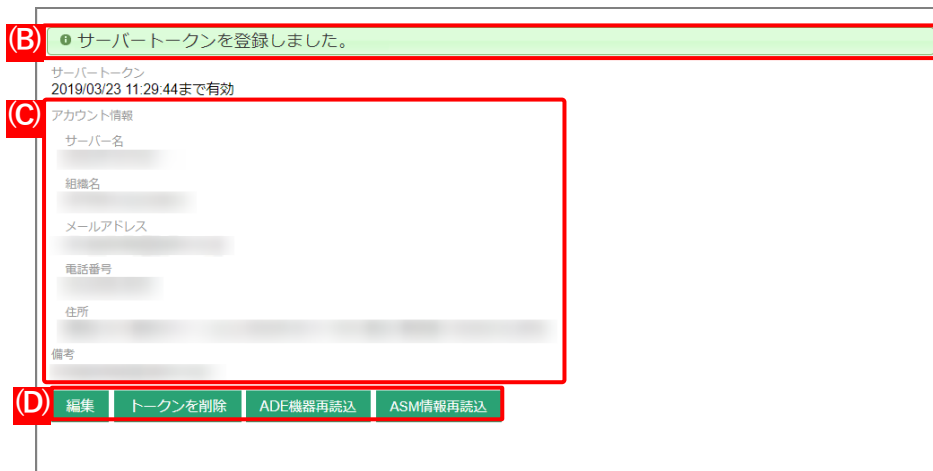 (B)
サーバートークンを登録しました。
サーバートークン
2019/03/23 11:29:44まで有効
(C)
アカウント情報
サーバー名
組織名
メールアドレス
電話番号
住所
備考
(D)
編集 トークンを削除 ADE機器再読込 ASM情報再読込